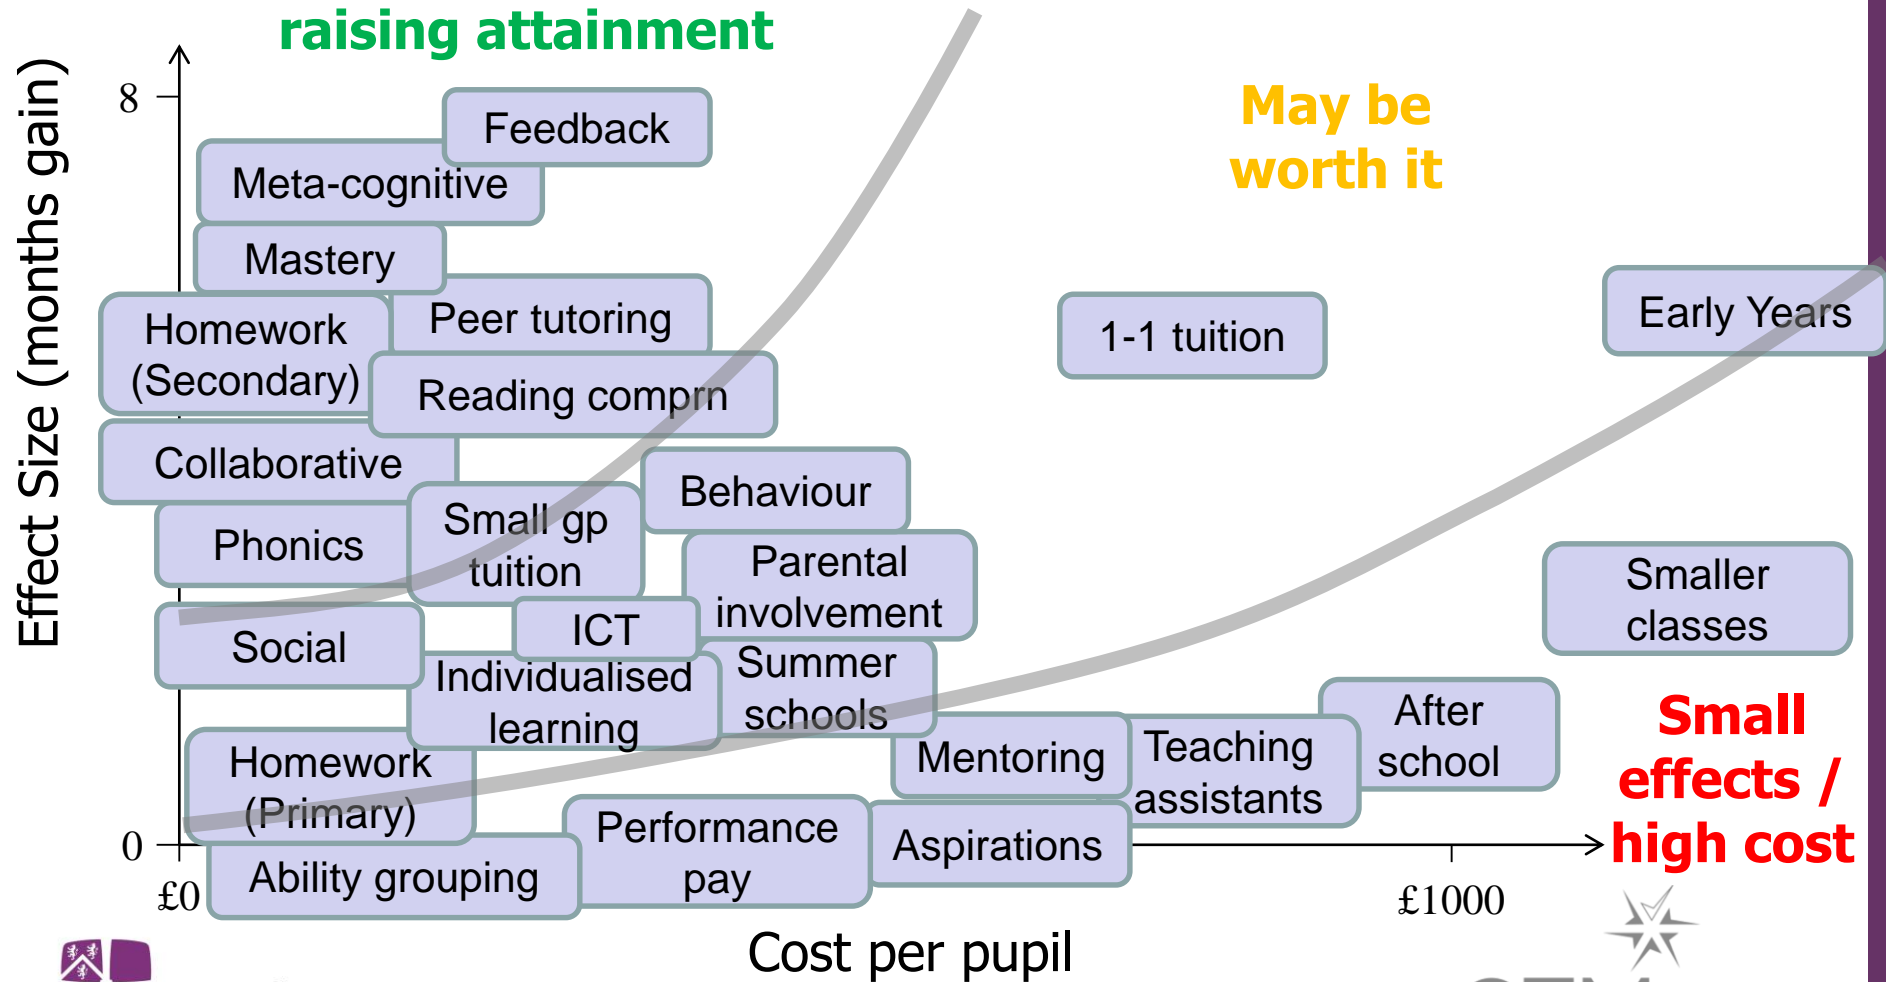 raising attainment
Effect Size (months gain)
8
Feedback
May be
worth it
Meta-cognitive
Mastery
Homework
(Secondary)
Peer tutoring
1-1 tuition
Early Years
Reading comprn
Collaborative
Behaviour
Small gp
tuition
Phonics
Parental
involvement
Smaller
classes
ICT
Social
Summer
schools
Individualised
learning
After
school
Small
effects /
high cost
Homework
(Primary)
Mentoring
Teaching
assistants
Performance
pay
Aspirations
0
Ability grouping
£0
£1000
Cost per pupil